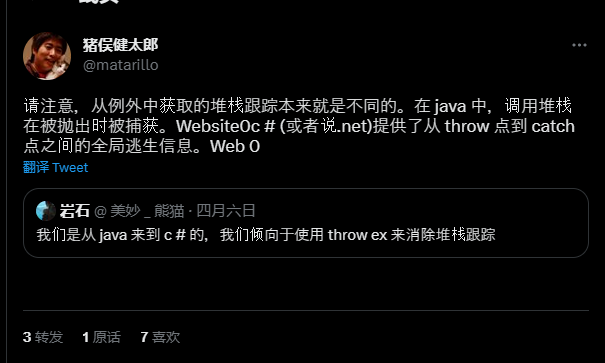 猪俣健太郎
@matarillo
请注意，从例外中获取的堆栈跟踪本来就是不同的。在 java 中，调用堆栈
在被抛出时被捕获。Website0c # (或者说.net)提供了从 throw 点到 catch
点之间的全局逃生信息。Web 0
翻译 Tweet
岩石 @ 美妙 _ 熊猫 · 四月六日
我们是从 java 来到 c # 的，我们倾向于使用 throw ex 来消除堆栈跟踪
3 转发 1 原话 7 喜欢